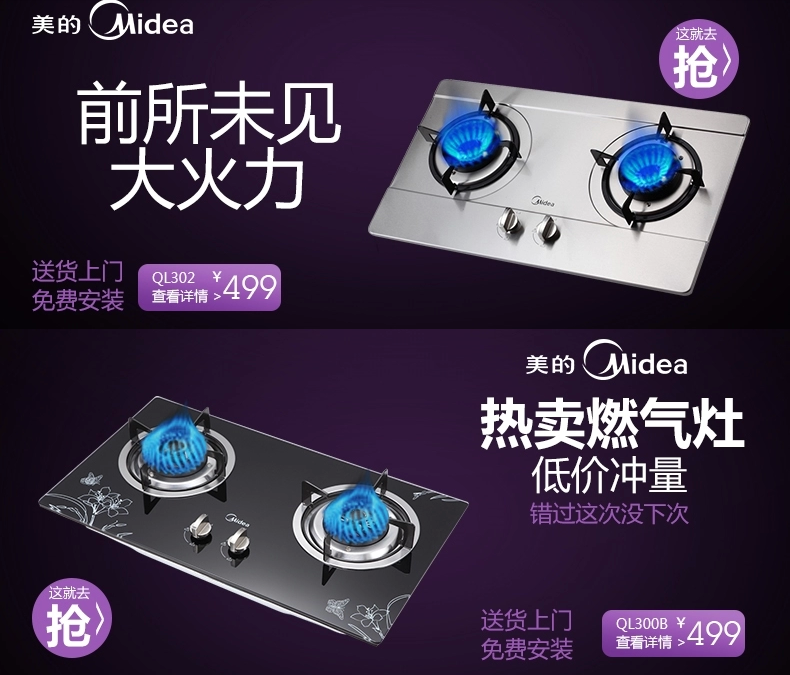 美的 Midea
这就去
抢
前所未见
大火力
Midea
送货上门
免费安装
QL302
查看详情 >
¥499
美的 Midea
热卖燃气灶
低价冲量
错过这次没下次
Midea
这就去
抢
送货上门
免费安装
QL300B
查看详情 >
¥499